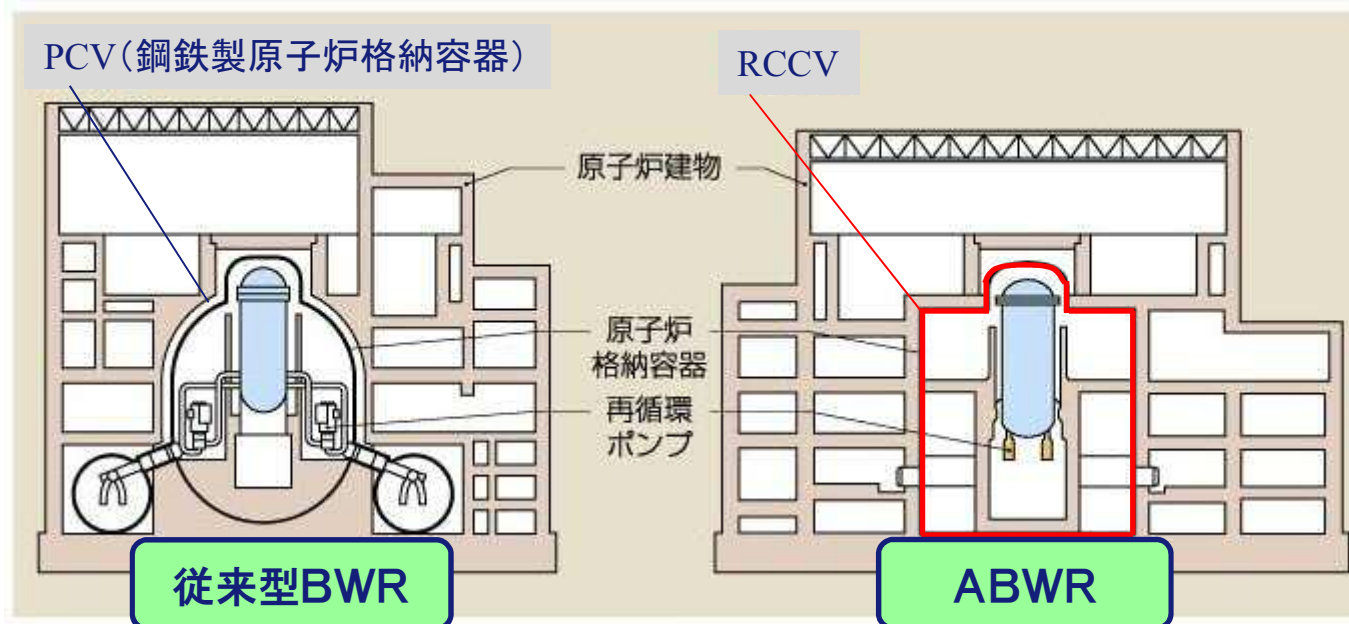 PCV(鋼鉄製原子炉格納容器)
RCCV
原子炉建物
原子炉
格納容器
再循環
ポンプ
従来型BWR
ABWR